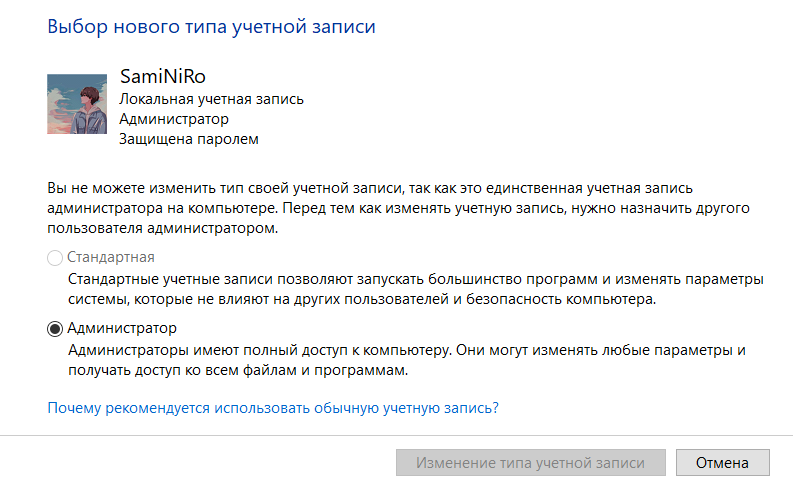 Выбор нового типа учетной записи
SamiNiRo
Локальная учетная запись
Администратор
Защищена паролем
Вы не можете изменить тип своей учетной записи, так как это единственная учетная запись
администратора на компьютере. Перед тем как изменять учетную запись, нужно назначить другого
пользователя администратором.
Стандартная
Стандартные учетные записи позволяют запускать большинство программ и изменять параметры
системы, которые не влияют на других пользователей и безопасность компьютера.
Администратор
Администраторы имеют полный доступ к компьютеру. Они могут изменять любые параметры и
получать доступ ко всем файлам и программам.
Почему рекомендуется использовать обычную учетную запись?
Изменение типа учетной записи
Отмена